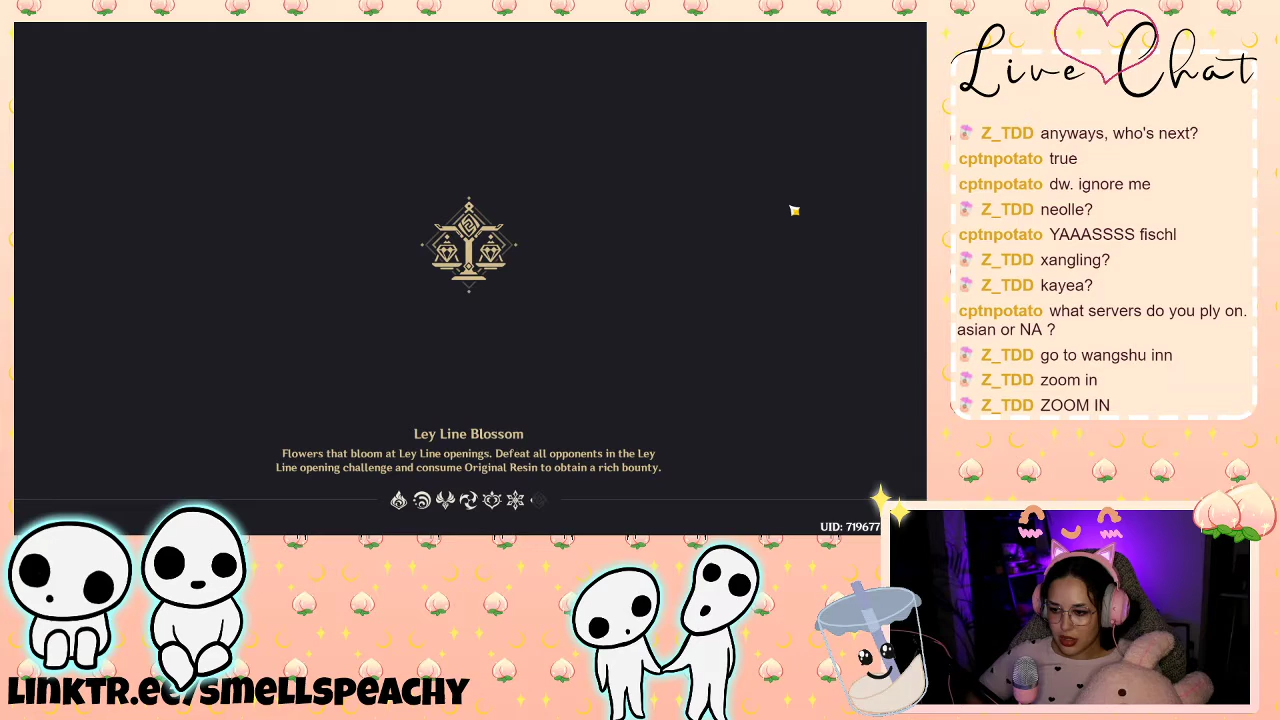 Live Chat
Z_TDD anyways, who's next?
cptnpotato true
cptnpotato dw. ignore me
Z_TDD neolle?
cptnpotato YAAASSSS fischl
Z_TDD xangling?
Z_TDD kayea?
cptnpotato what servers do you ply on.
asian or NA ?
Z_TDD go to wangshu inn
Z_TDD zoom in
Z_TDD ZOOM IN
Ley Line Blossom
Flowers that bloom at Ley Line openings. Defeat all opponents in the Ley
Line opening challenge and consume Original Resin to obtain a rich bounty.
UID: 719677
linktr.ee/smellspeachy